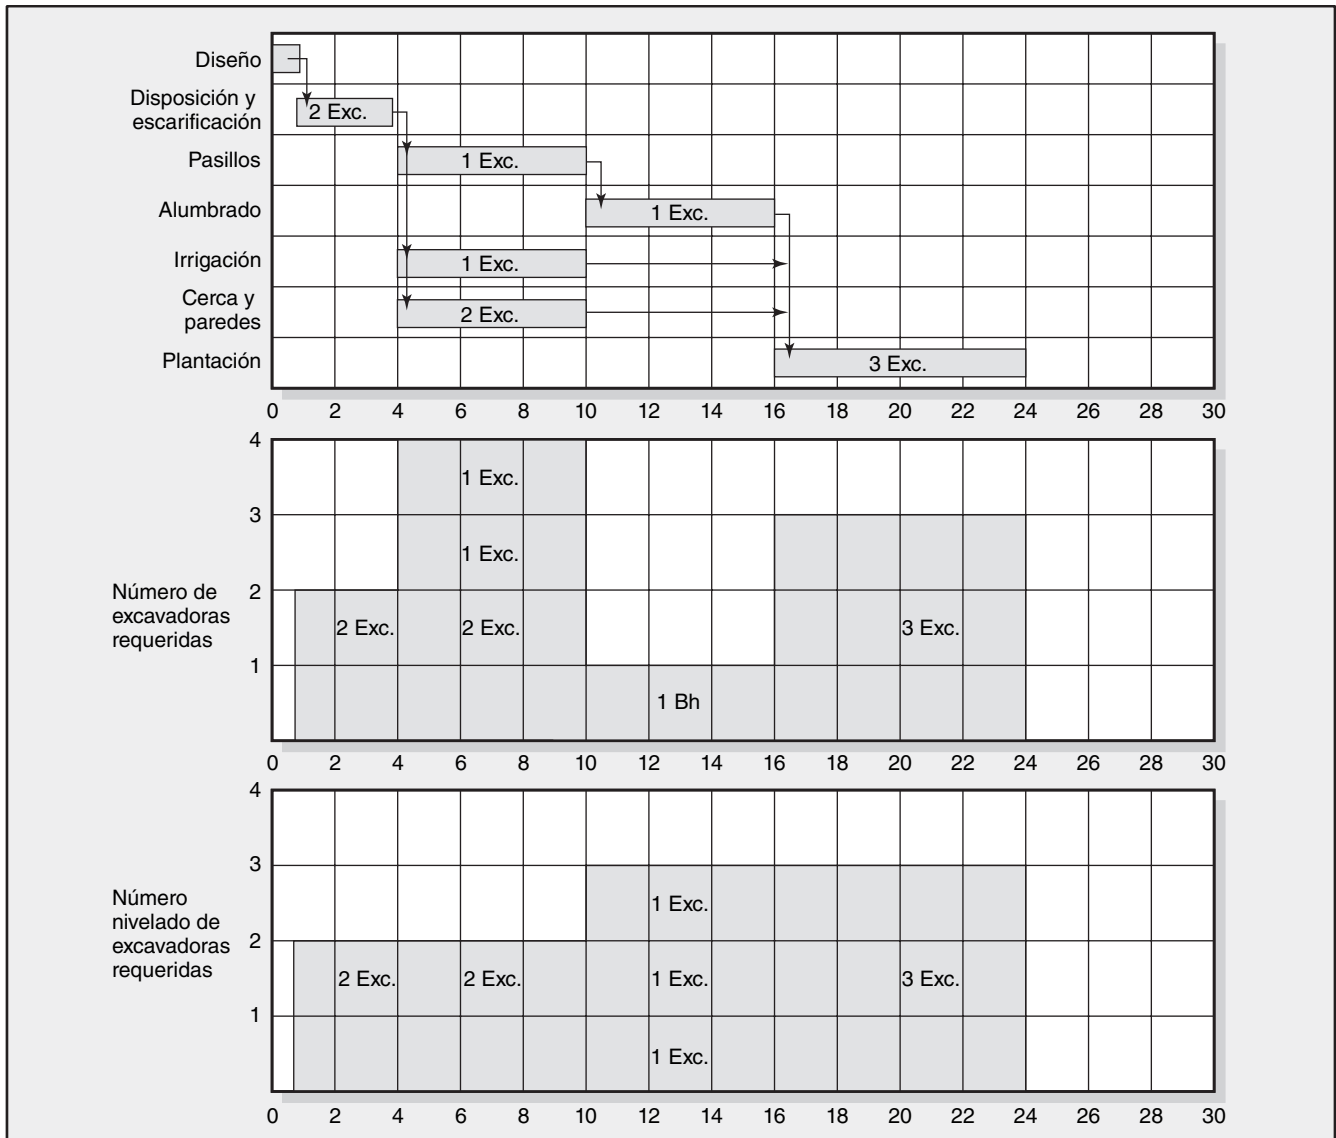 Diseño
Disposición y
escarificación
2 Exc.
Pasillos
1 Exc.
Alumbrado
1 Exc.
Irrigación
1 Exc.
Cerca y
paredes
2 Exc.
Plantación
3 Exc.
0 2 4 6 8 10 12 14 16 18 20 22 24 26 28 30
4
1 Exc.
3
1 Exc.
Número de
excavadoras
requeridas
2
2 Exc. 2 Exc. 3 Exc.
1
1 Bh
0 2 4 6 8 10 12 14 16 18 20 22 24 26 28 30
4
3
Número
nivelado de
excavadoras
requeridas
1 Exc.
2
2 Exc. 2 Exc. 1 Exc. 3 Exc.
1
1 Exc.
0 2 4 6 8 10 12 14 16 18 20 22 24 26 28 30